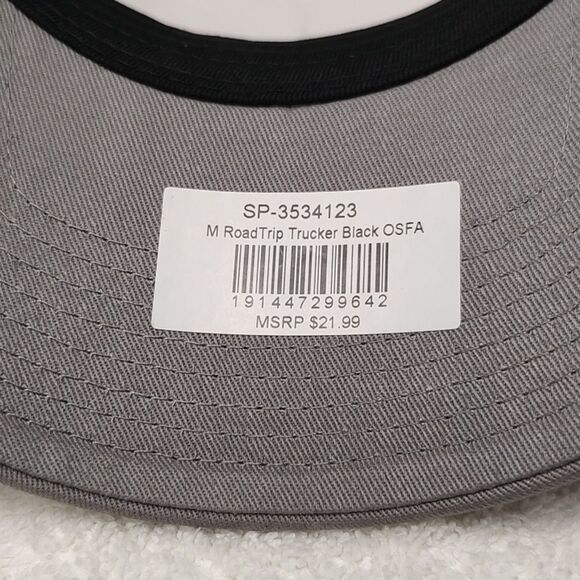 SP-3534123
M RoadTrip Trucker Black OSFA
191447299642
MSRP $21.99